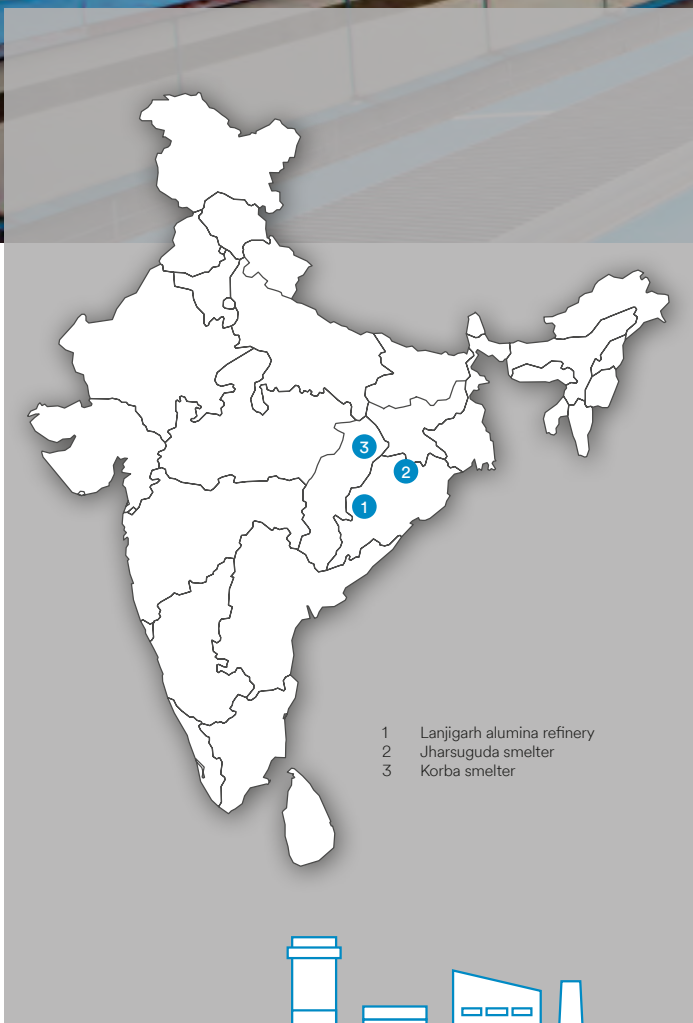 3
2
1
1 Lanjigarh alumina refinery
2 Jharsuguda smelter
3 Korba smelter